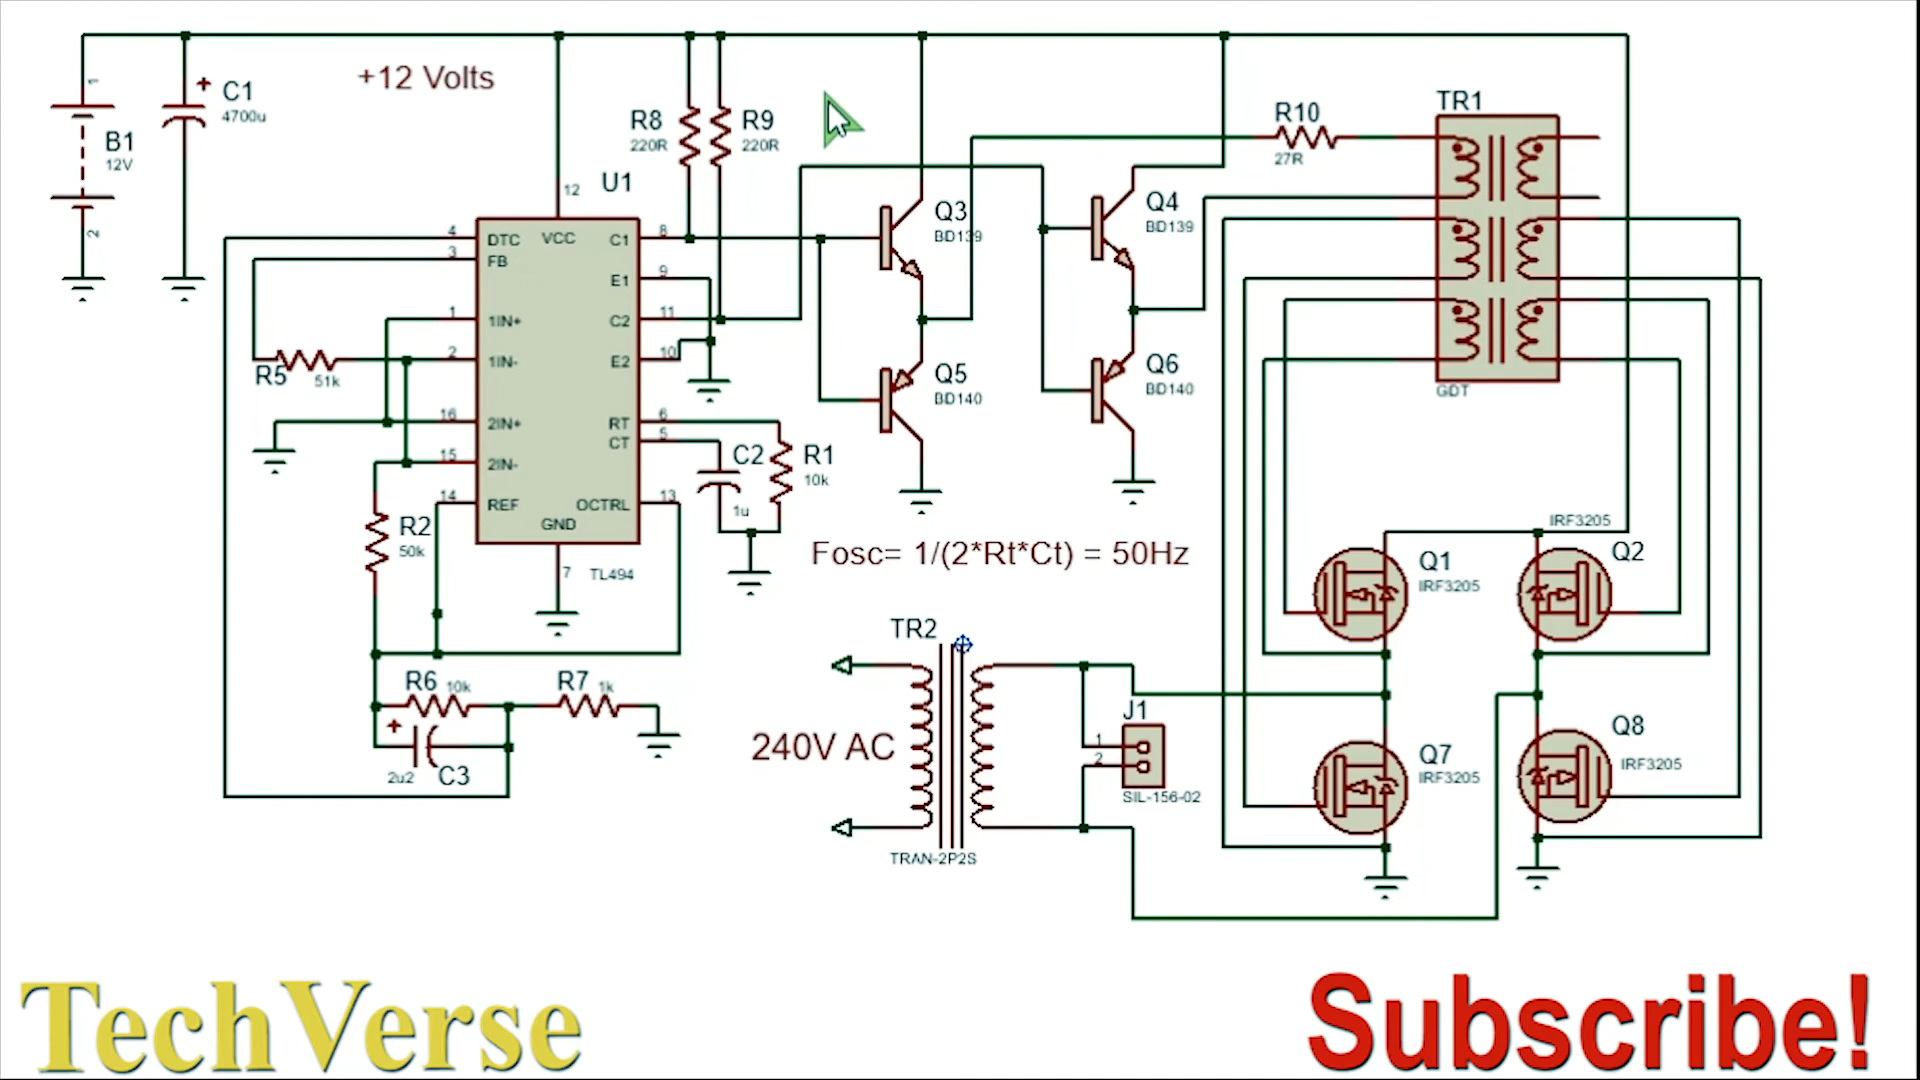 +12 Volts
B1
12V
1
2
C1
4700u
+
R8
220R
R9
220R
U1
12
4
3
1
2
16
15
14
DTC
FB
1IN+
1IN-
2IN+
2IN-
REF
VCC
GND
C1
E1
C2
E2
RT
CT
OCTRL
8
9
11
10
6
5
13
7
TL494
R5
51k
R2
50k
R6
10k
R7
1k
+
2u2
C3
C2
1u
R1
10k
Q3
BD139
Q5
BD140
Q4
BD139
Q6
BD140
R10
27R
TR1
GDT
Fosc= 1/(2*Rt*Ct) = 50Hz
TR2
240V AC
TRAN-2P2S
J1
1
2
SIL-156-02
Q1
IRF3205
IRF3205
Q2
Q7
IRF3205
Q8
IRF3205
TechVerse
Subscribe!